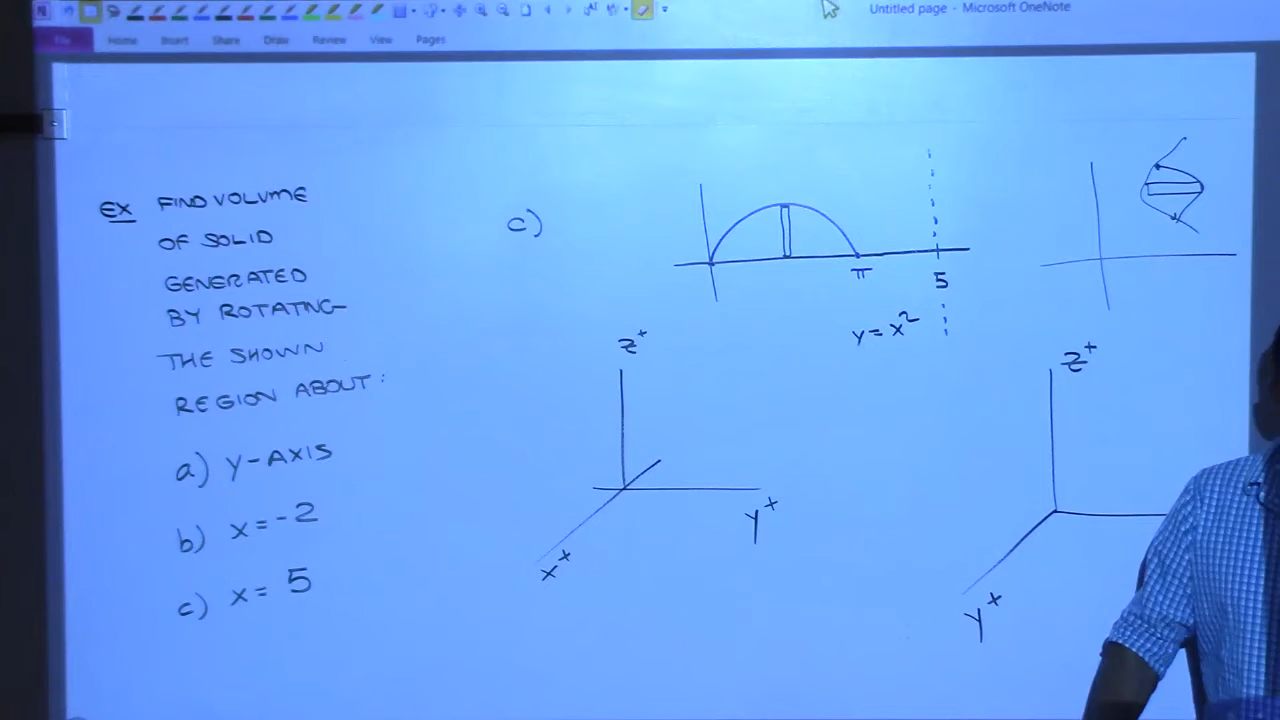 Untitled page - Microsoft OneNote
File Home Insert Share Draw Review View Pages
EX FIND VOLUME
OF SOLID
GENERATED
BY ROTATING
THE SHOWN
REGION ABOUT:
a) Y-AXIS
b) x=-2
c) x= 5
c)
π
5
y=x²
z⁺
y⁺
x⁺
z⁺
y⁺